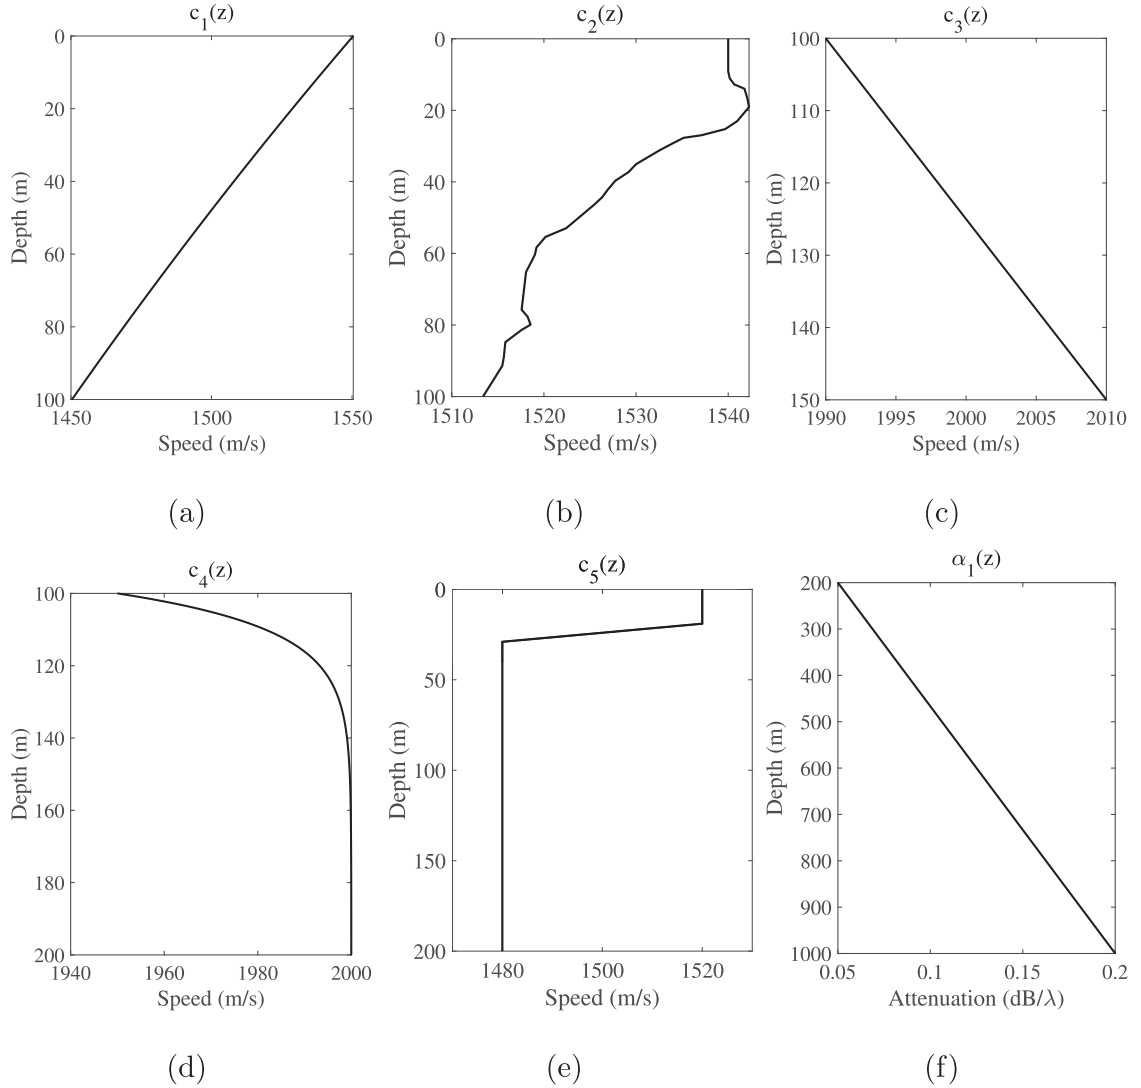 c1(z)
0
20
40
60
80
100
1450
1500
1550
Depth (m)
Speed (m/s)
(a)
c2(z)
0
20
40
60
80
100
1510
1520
1530
1540
Depth (m)
Speed (m/s)
(b)
c3(z)
100
110
120
130
140
150
1990
1995
2000
2005
2010
Depth (m)
Speed (m/s)
(c)
c4(z)
100
120
140
160
180
200
1940
1960
1980
2000
Depth (m)
Speed (m/s)
(d)
c5(z)
0
50
100
150
200
1480
1500
1520
Depth (m)
Speed (m/s)
(e)
α1(z)
200
300
400
500
600
700
800
900
1000
0.05
0.1
0.15
0.2
Depth (m)
Attenuation (dB/λ)
(f)